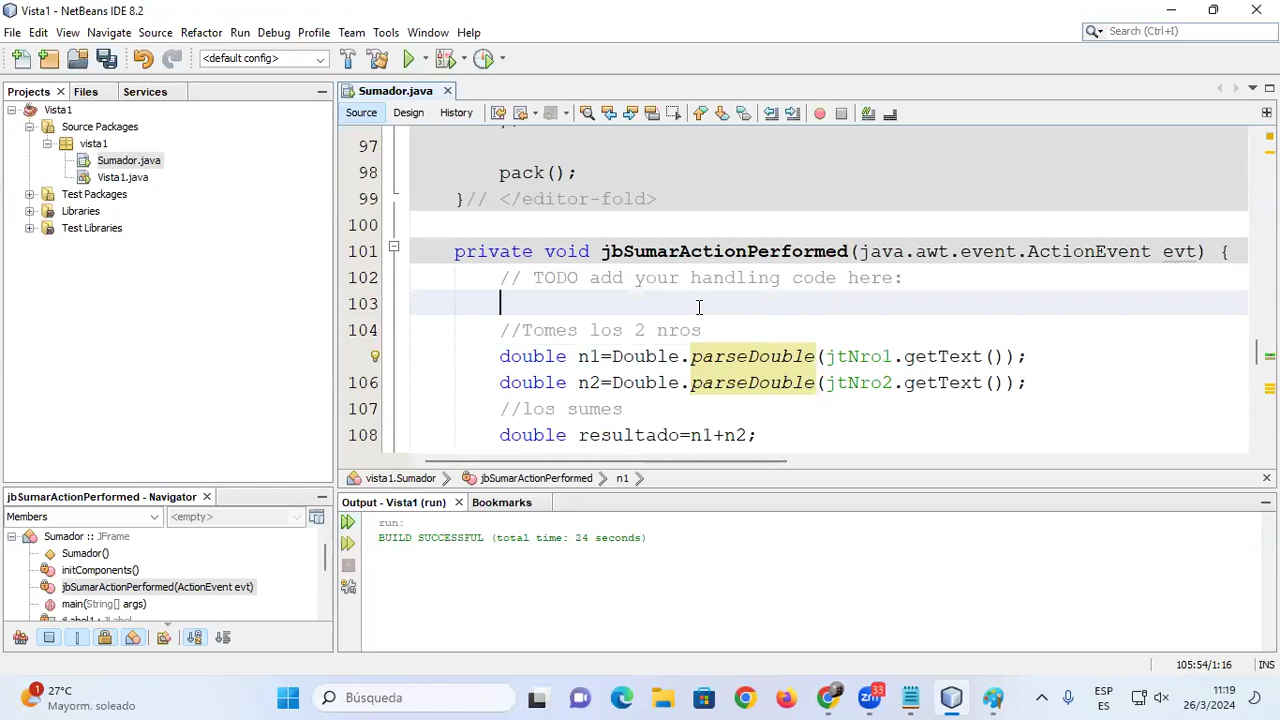 Vista1 - NetBeans IDE 8.2
File Edit View Navigate Source Refactor Run Debug Profile Team Tools Window Help
Search (Ctrl+I)
<default config>
Projects Files Services
Sumador.java
Source Design History
Vista1
Source Packages
vista1
Sumador.java
Vista1.java
Test Packages
Libraries
Test Libraries
97
98 pack();
99 }// </editor-fold>
100
101 private void jbSumarActionPerformed(java.awt.event.ActionEvent evt) {
102 // TODO add your handling code here:
103
104 //Tomes los 2 nros
double n1=Double.parseDouble(jtNro1.getText());
106 double n2=Double.parseDouble(jtNro2.getText());
107 //los sumes
108 double resultado=n1+n2;
vista1.Sumador jbSumarActionPerformed n1
jbSumarActionPerformed - Navigator
Members <empty>
Sumador :: JFrame
Sumador()
initComponents()
jbSumarActionPerformed(ActionEvent evt)
main(String[] args)
jLabel1 : JLabel
Output - Vista1 (run) Bookmarks
run:
BUILD SUCCESSFUL (total time: 24 seconds)
105:54/1:16 INS
1
27°C
Mayorm. soleado
Búsqueda
33
ESP
ES
11:19
26/3/2024